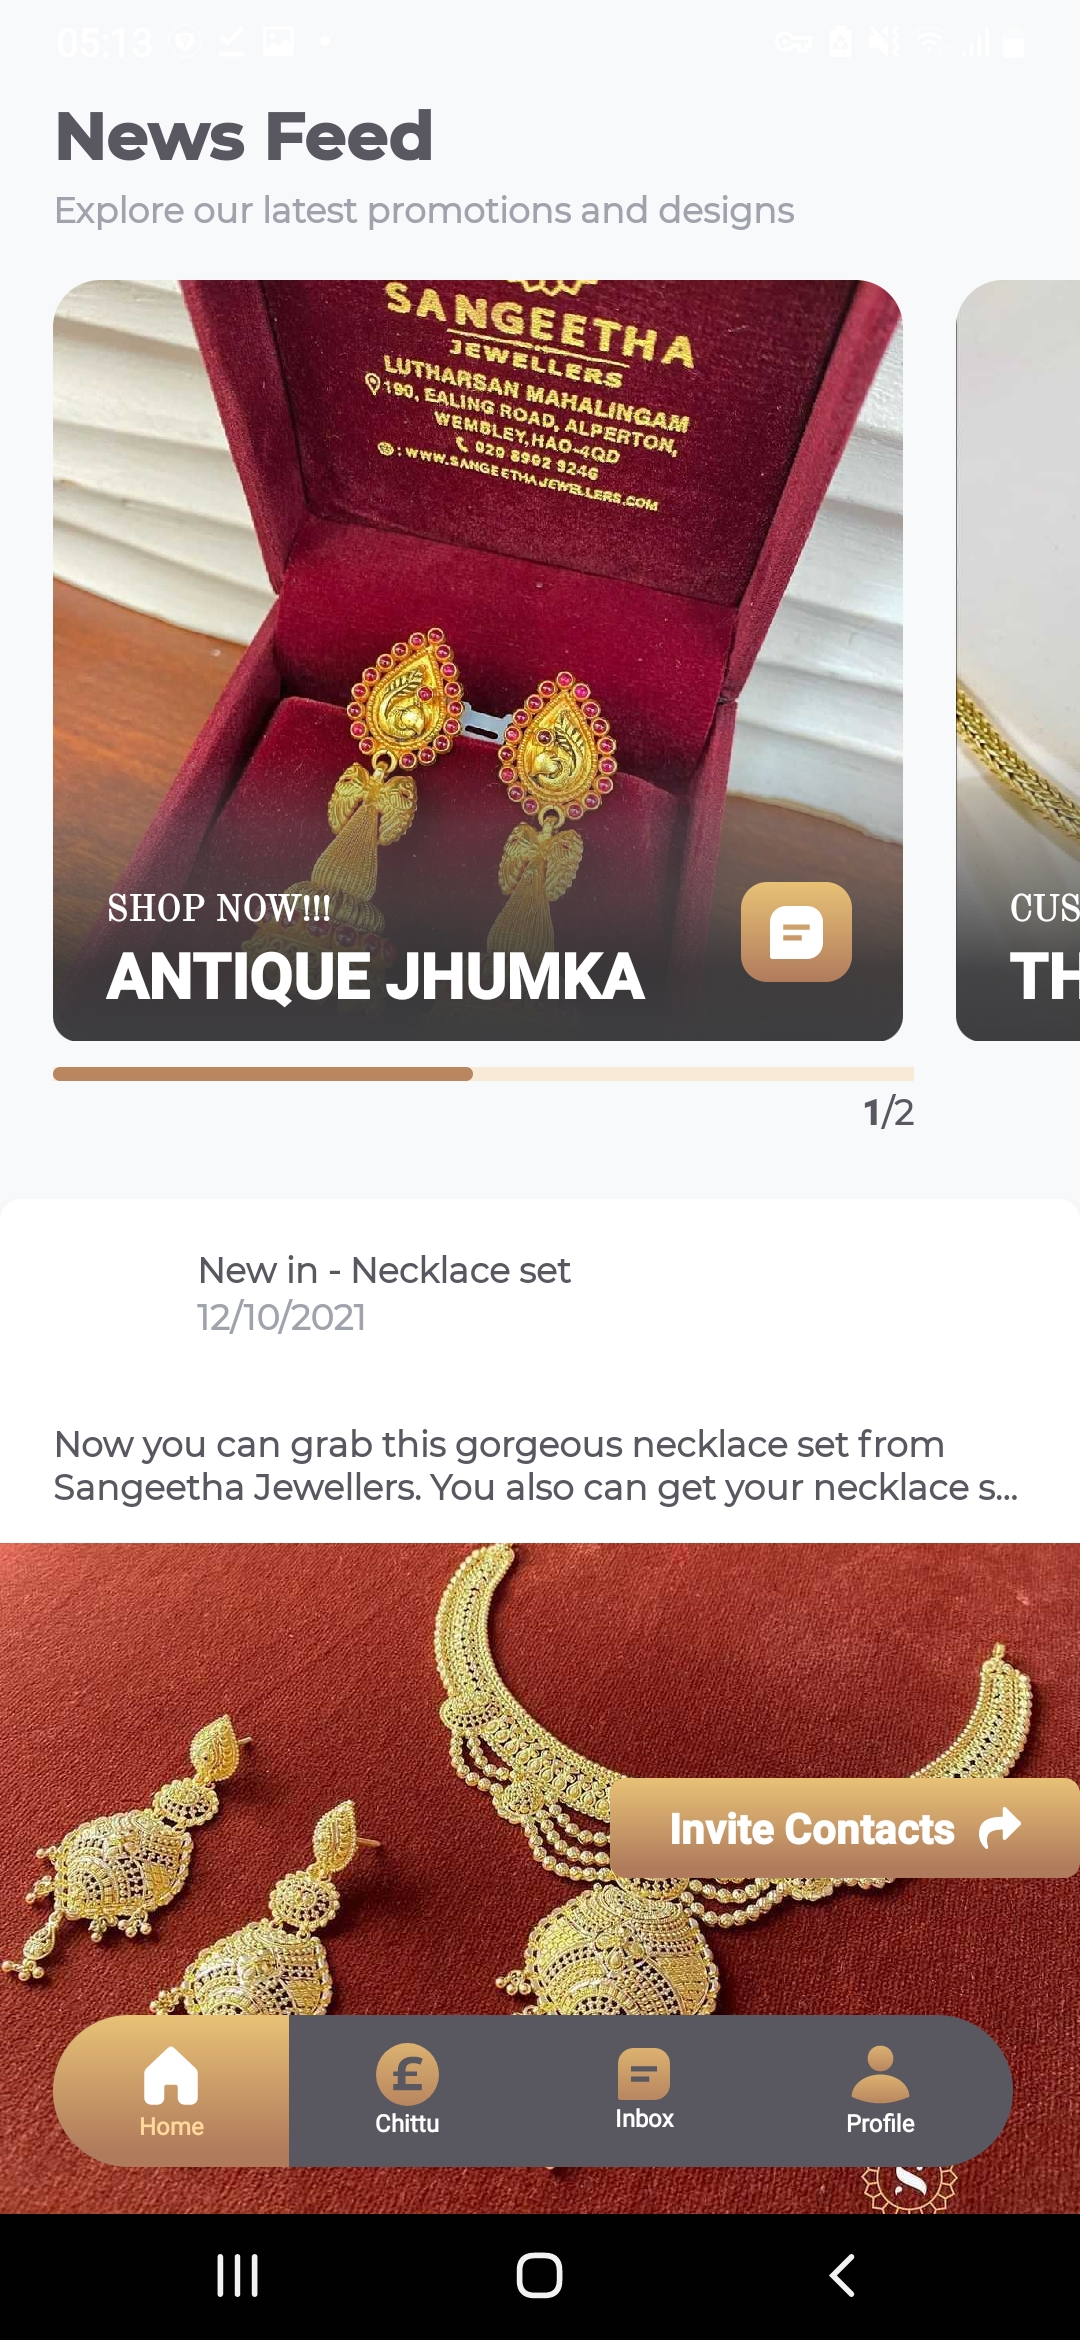 05:13
News Feed
Explore our latest promotions and designs
SANGEETHA
JEWELLERS
LUTHARSAN MAHALINGAM
190, EALING ROAD, ALPERTON,
WEMBLEY, HAO-4QD
020 8902 9246
: WWW.SANGEETHAJEWELLERS.COM
SHOP NOW!!!
ANTIQUE JHUMKA
CUS
TH
1/2
New in - Necklace set
12/10/2021
Now you can grab this gorgeous necklace set from
Sangeetha Jewellers. You also can get your necklace s...
Invite Contacts
Home
Chittu
Inbox
Profile